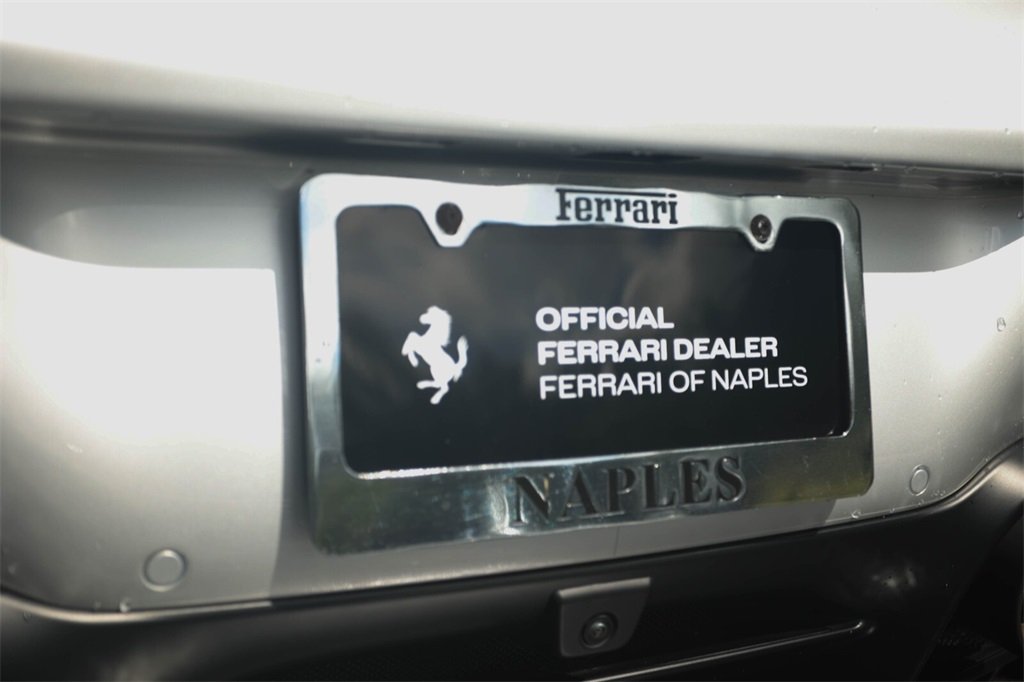 Ferrari
OFFICIAL
FERRARI DEALER
FERRARI OF NAPLES
NAPLES